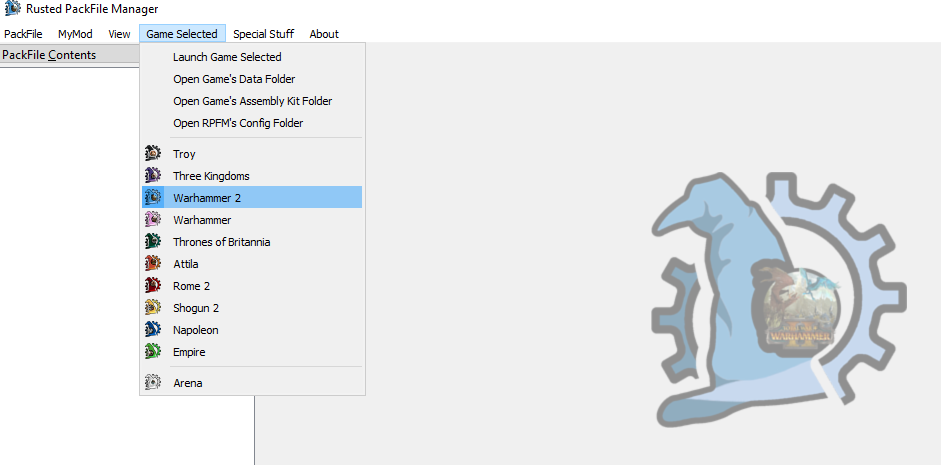 Rusted PackFile Manager
PackFile MyMod View Game Selected Special Stuff About
PackFile Contents
Launch Game Selected
Open Game's Data Folder
Open Game's Assembly Kit Folder
Open RPFM's Config Folder
Troy
Three Kingdoms
Warhammer 2
Warhammer
Thrones of Britannia
Attila
Rome 2
Shogun 2
Napoleon
Empire
Arena
WARHAMMER
II